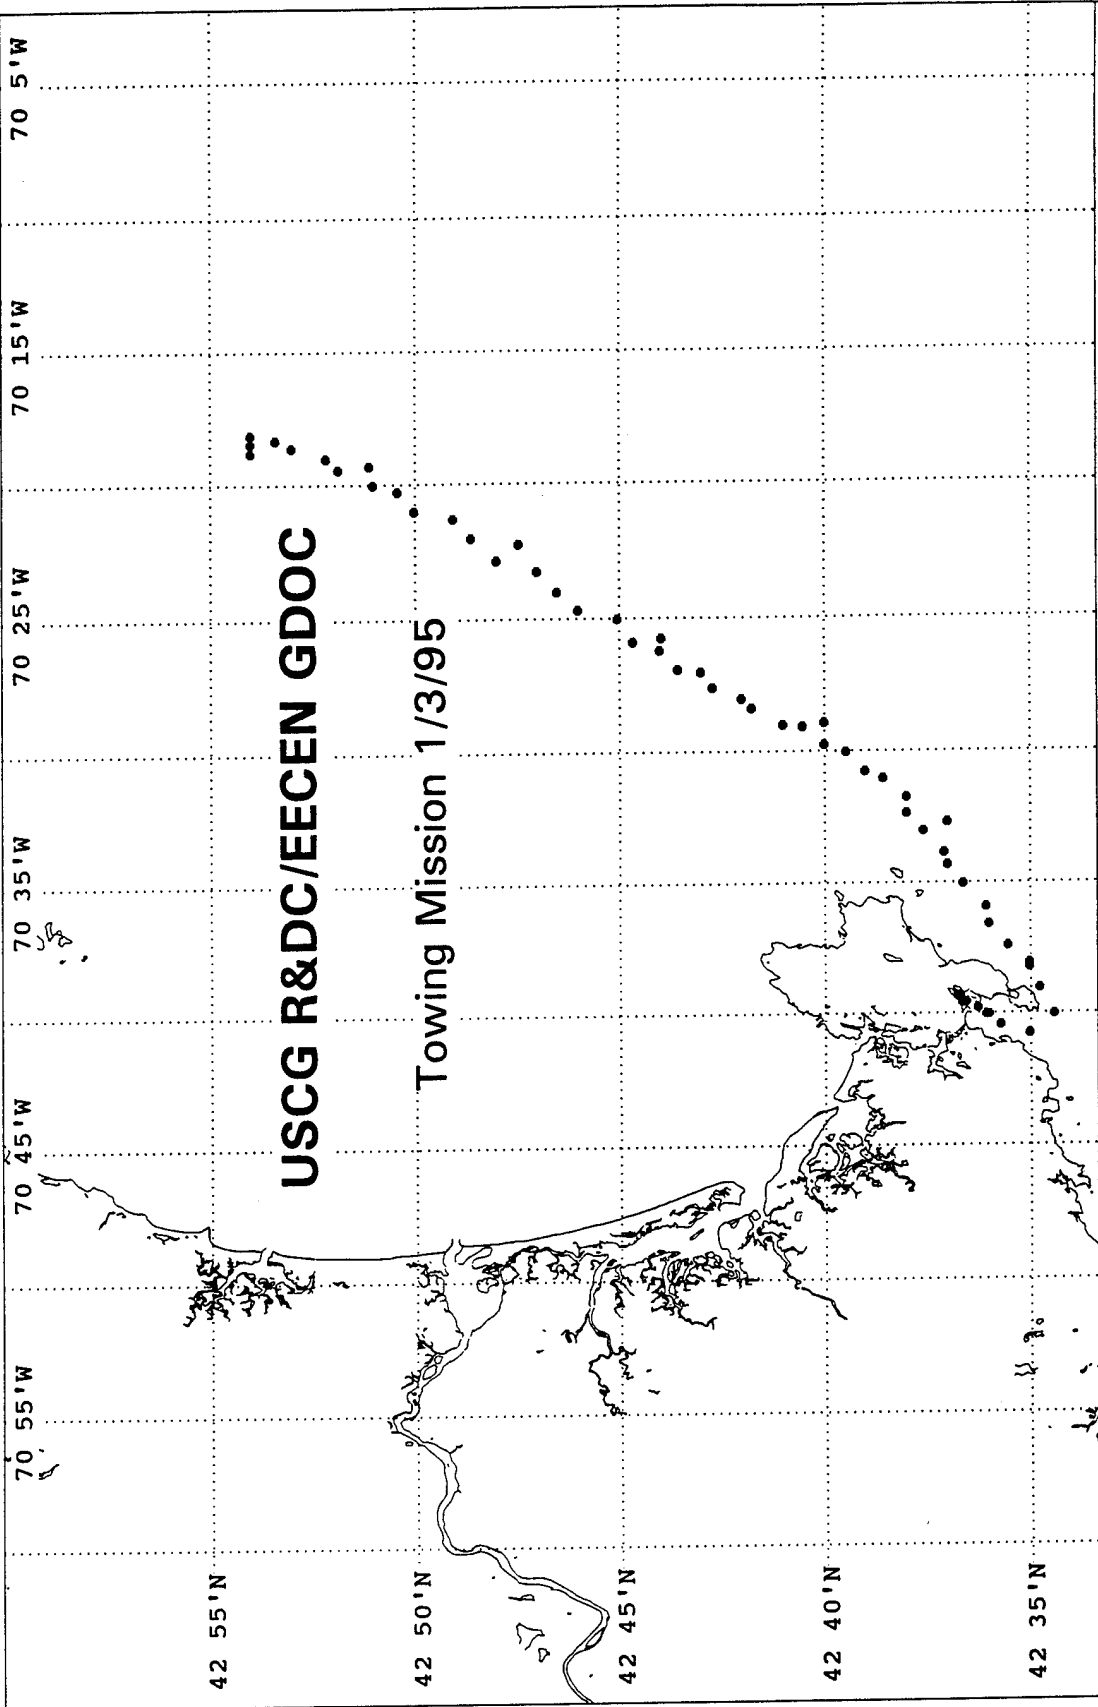 USCG R&DC/EECEN GDOC
Towing Mission 1/3/95
42 55'N
42 50'N
42 45'N
42 40'N
42 35'N
70 55'W
70 45'W
70 35'W
70 25'W
70 15'W
70 5'W